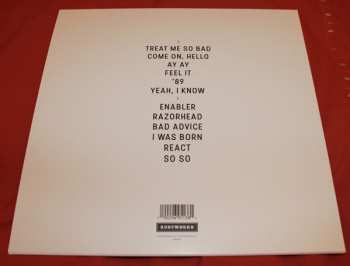 TREAT ME SO BAD
COME ON, HELLO
AY AY
FEEL IT
'89
YEAH, I KNOW
ENABLER
RAZORHEAD
BAD ADVICE
I WAS BORN
REACT
SO SO
BODYWORKR